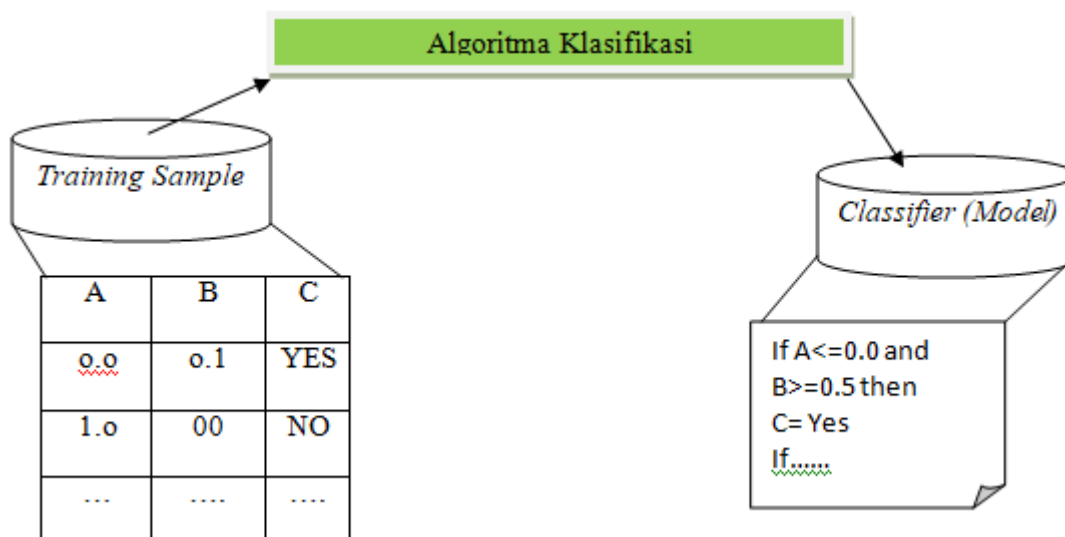 Algoritma Klasifikasi
Training Sample
Classifier (Model)
A B C
o.o o.1 YES
1.o 00 NO
... .... ....
If A<=0.0 and
B>=0.5 then
C= Yes
If......